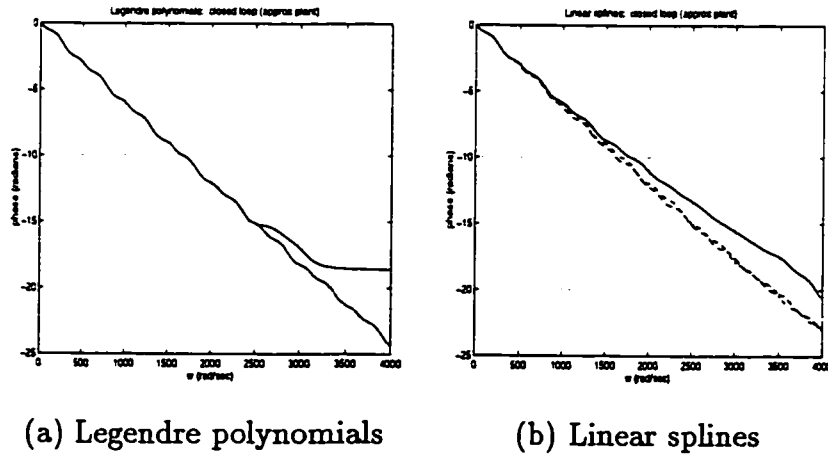 Legendre polynomials: closed loop (approx plant)
0
-5
-10
-15
-20
-25
phase (radians)
0 500 1000 1500 2000 2500 3000 3500 4000
w (rad/sec)
(a) Legendre polynomials
Linear splines: closed loop (approx plant)
0
-5
-10
-15
-20
-25
phase (radians)
0 500 1000 1500 2000 2500 3000 3500 4000
w (rad/sec)
(b) Linear splines